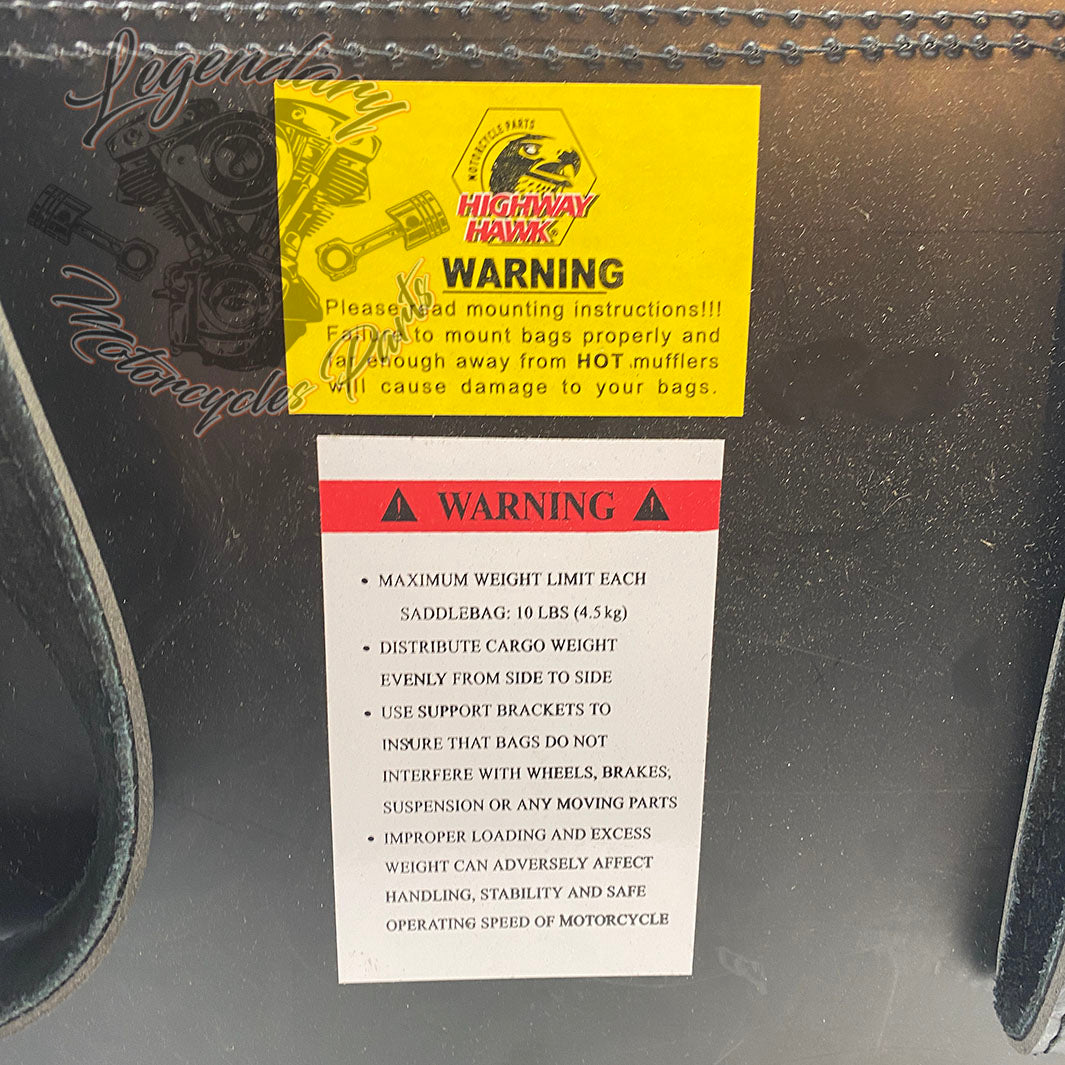 Legendary
MOTORCYCLE PARTS
HIGHWAY
HAWK®
WARNING
Please read mounting instructions!!!
Failure to mount bags properly and
far enough away from HOT mufflers
will cause damage to your bags.
Motorcycles Parts
WARNING
• MAXIMUM WEIGHT LIMIT EACH
SADDLEBAG: 10 LBS (4.5 kg)
• DISTRIBUTE CARGO WEIGHT
EVENLY FROM SIDE TO SIDE
• USE SUPPORT BRACKETS TO
INSURE THAT BAGS DO NOT
INTERFERE WITH WHEELS, BRAKES,
SUSPENSION OR ANY MOVING PARTS
• IMPROPER LOADING AND EXCESS
WEIGHT CAN ADVERSELY AFFECT
HANDLING, STABILITY AND SAFE
OPERATING SPEED OF MOTORCYCLE